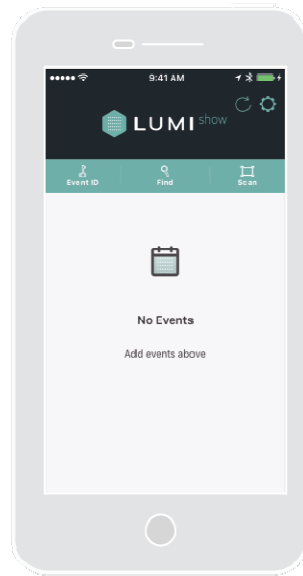 9:41 AM
LUMI show
Event ID Find Scan
No Events
Add events above